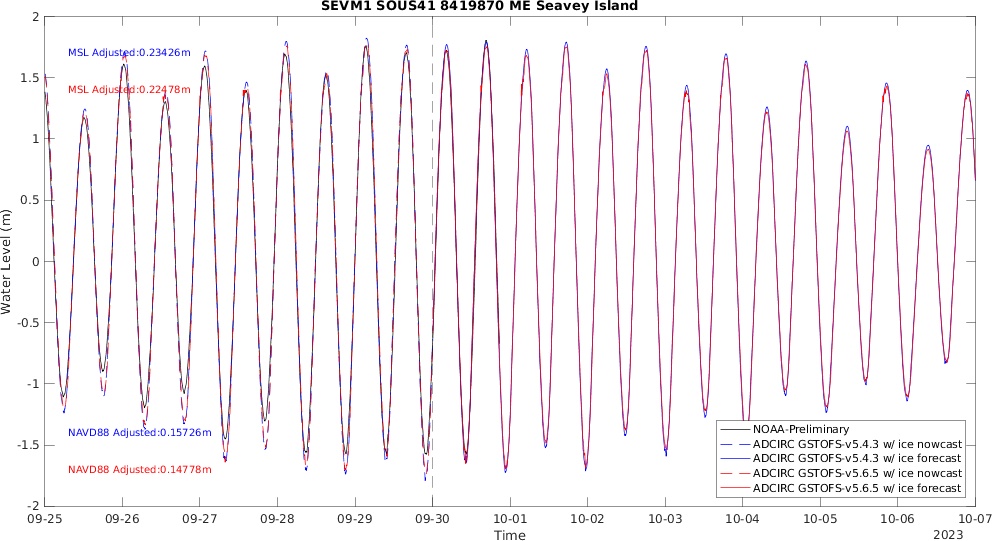 SEVM1 SOUS41 8419870 ME Seavey Island
2
1.5
1
0.5
0
-0.5
-1
-1.5
-2
Water Level (m)
MSL Adjusted:0.23426m
MSL Adjusted:0.22478m
NAVD88 Adjusted:0.15726m
NAVD88 Adjusted:0.14778m
NOAA-Preliminary
ADCIRC GSTOFS-v5.4.3 w/ ice nowcast
ADCIRC GSTOFS-v5.4.3 w/ ice forecast
ADCIRC GSTOFS-v5.6.5 w/ ice nowcast
ADCIRC GSTOFS-v5.6.5 w/ ice forecast
09-25 09-26 09-27 09-28 09-29 09-30 10-01 10-02 10-03 10-04 10-05 10-06 10-07
Time
2023